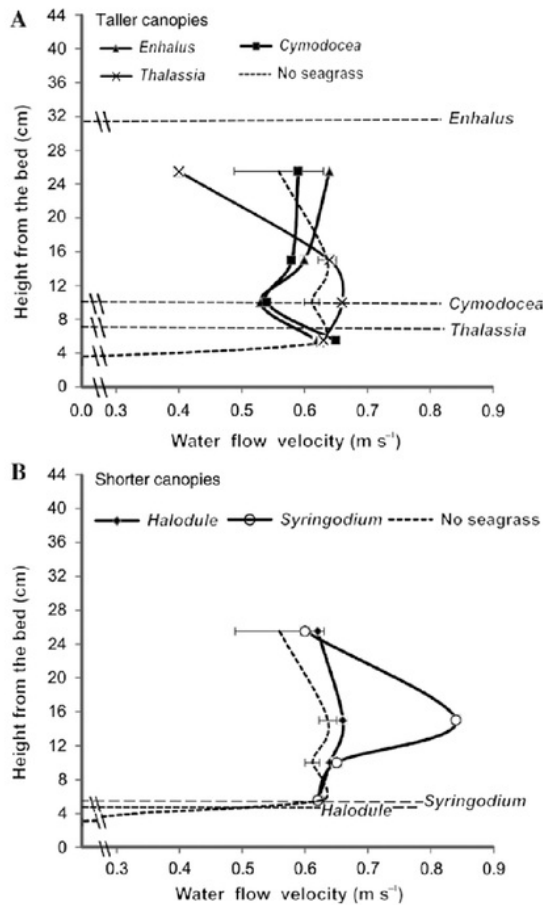 A Taller canopies
Enhalus Cymodocea
Thalassia No seagrass
Height from the bed (cm)
44
40
36
32
28
24
20
16
12
8
4
0
Enhalus
Cymodocea
Thalassia
0.0 0.3 0.4 0.5 0.6 0.7 0.8 0.9
Water flow velocity (m s⁻¹)
B Shorter canopies
Halodule Syringodium No seagrass
Height from the bed (cm)
44
40
36
32
28
24
20
16
12
8
4
0
Syringodium
Halodule
0.3 0.4 0.5 0.6 0.7 0.8 0.9
Water flow velocity (m s⁻¹)